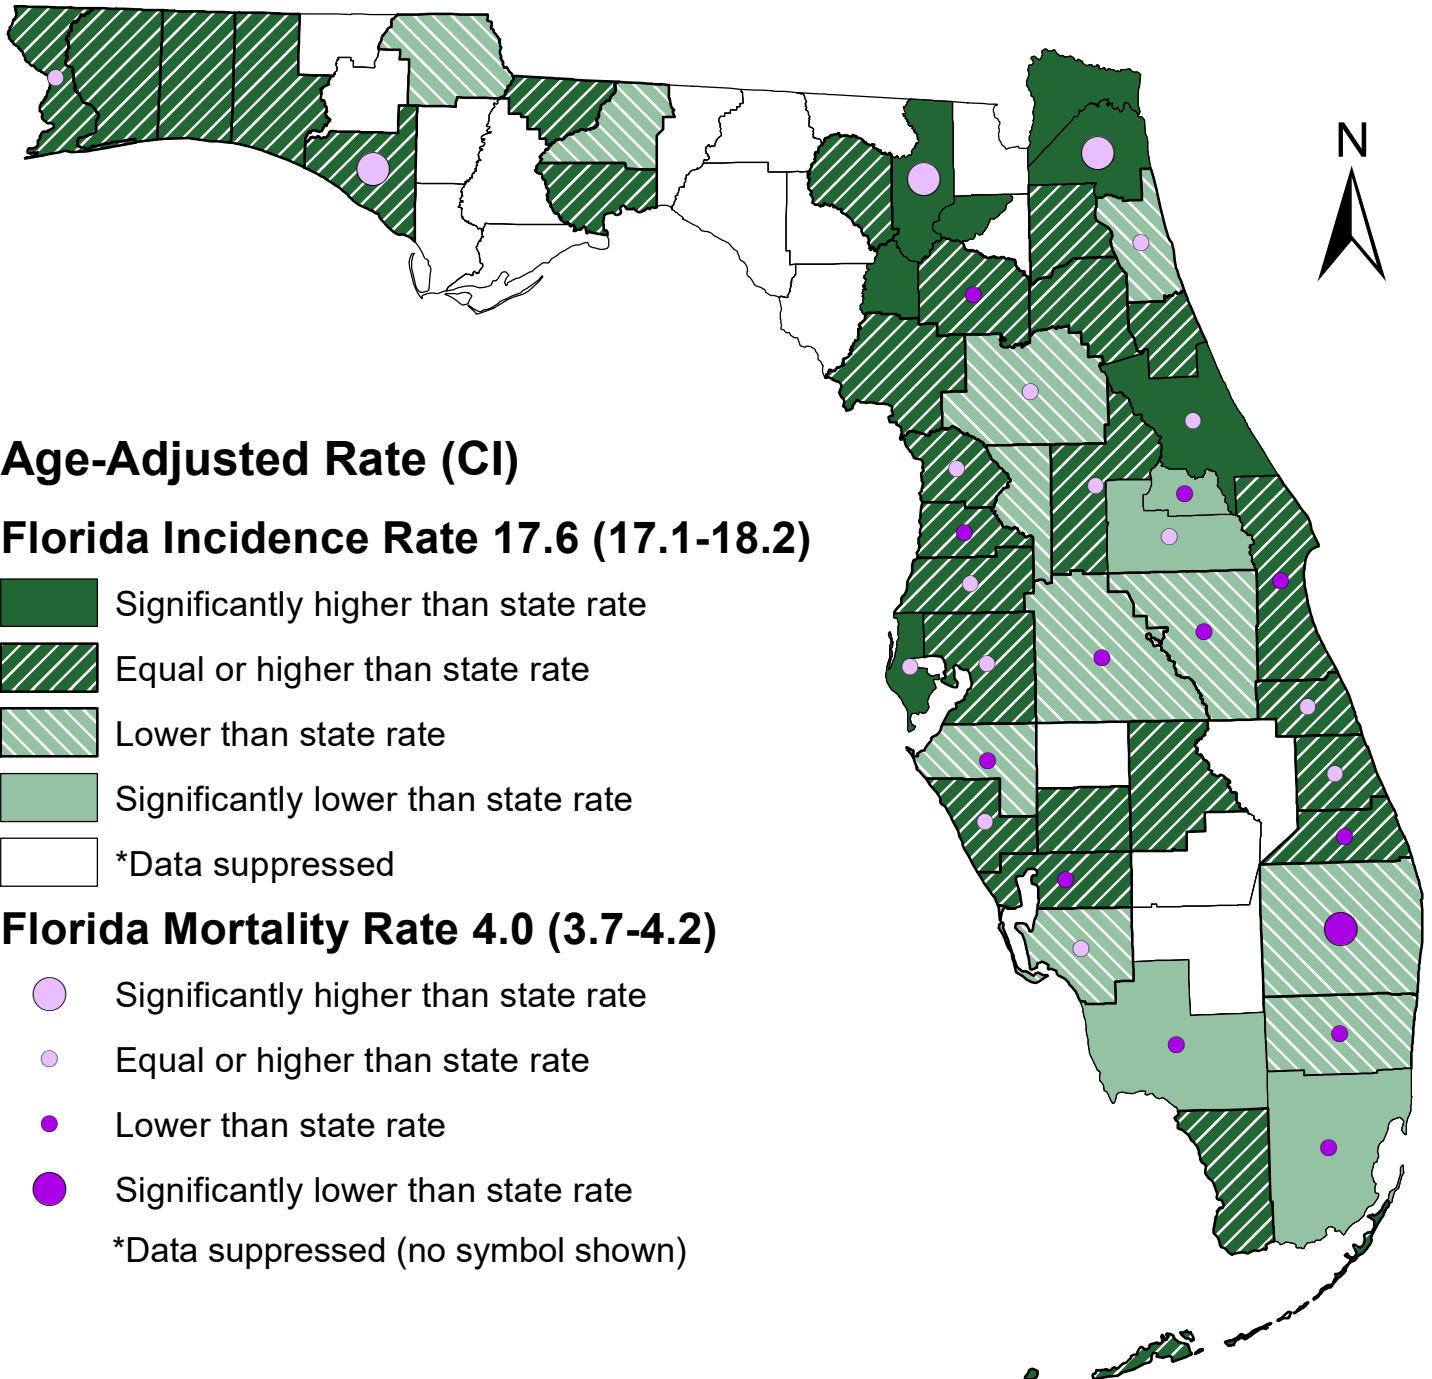 N
Age-Adjusted Rate (CI)
Florida Incidence Rate 17.6 (17.1-18.2)
Significantly higher than state rate
Equal or higher than state rate
Lower than state rate
Significantly lower than state rate
*Data suppressed
Florida Mortality Rate 4.0 (3.7-4.2)
Significantly higher than state rate
Equal or higher than state rate
Lower than state rate
Significantly lower than state rate
*Data suppressed (no symbol shown)